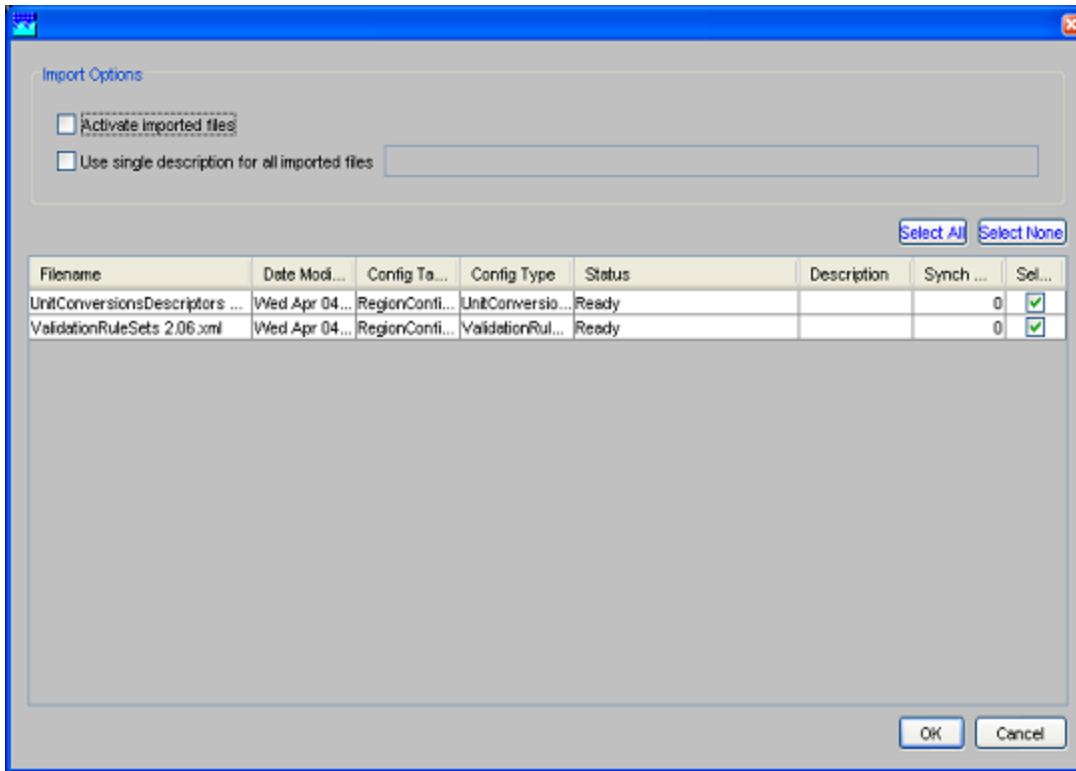 Import Options
Activate imported files
Use single description for all imported files
Select All Select None
Filename Date Modi... Config Ta... Config Type Status Description Synch ... Sel...
UnitConversionsDescriptors ... Wed Apr 04... RegionConfi... UnitConversio... Ready 0
ValidationRuleSets 2.06.xml Wed Apr 04... RegionConfi... ValidationRul... Ready 0
OK Cancel